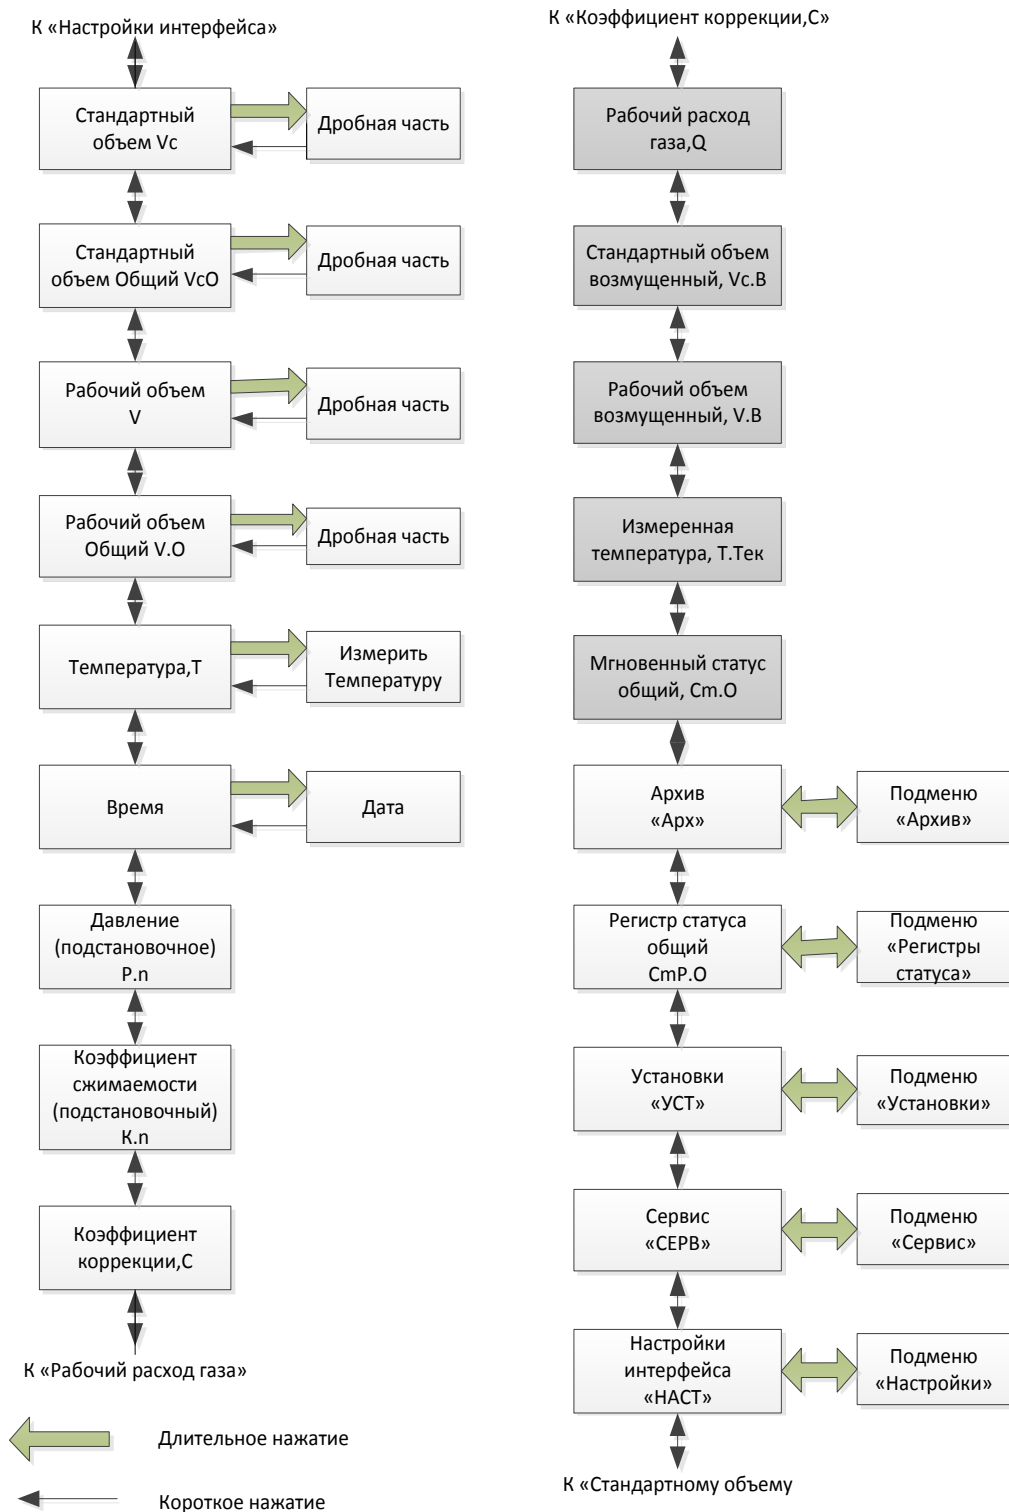 К «Настройки интерфейса»
Стандартный
объем Vc
Дробная часть
Стандартный
объем Общий VcO
Дробная часть
Рабочий объем
V
Дробная часть
Рабочий объем
Общий V.O
Дробная часть
Температура,Т
Измерить
Температуру
Время
Дата
Давление
(подстановочное)
P.n
Коэффициент
сжимаемости
(подстановочный)
K.n
Коэффициент
коррекции,С
К «Рабочий расход газа»
Длительное нажатие
Короткое нажатие
К «Коэффициент коррекции,С»
Рабочий расход
газа,Q
Стандартный объем
возмущенный, Vc.B
Рабочий объем
возмущенный, V.B
Измеренная
температура, Т.Тек
Мгновенный статус
общий, Cm.O
Архив
«Арх»
Подменю
«Архив»
Регистр статуса
общий
CmP.O
Подменю
«Регистры
статуса»
Установки
«УСТ»
Подменю
«Установки»
Сервис
«СЕРВ»
Подменю
«Сервис»
Настройки
интерфейса
«НАСТ»
Подменю
«Настройки»
К «Стандартному объему